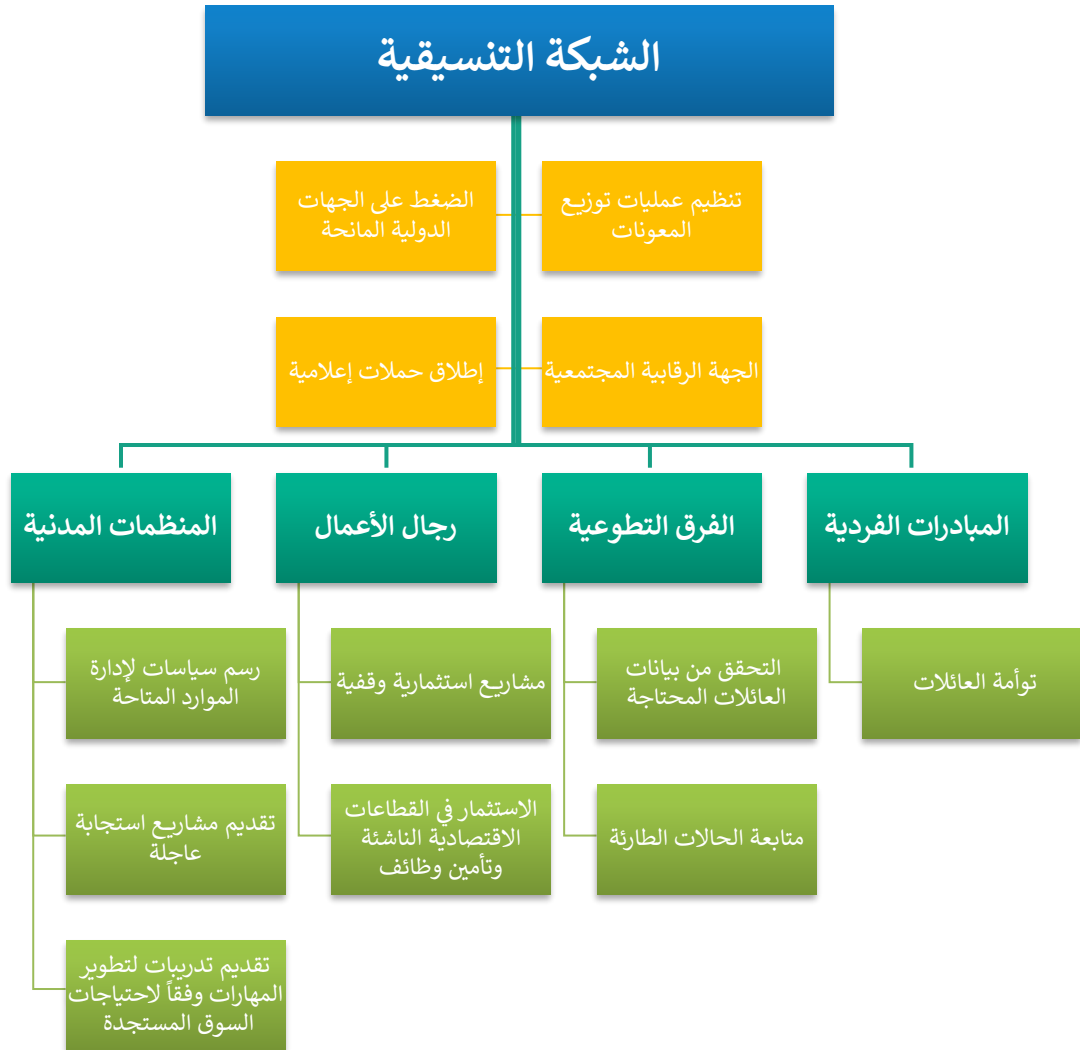 الشبكة التنسيقية
تنظيم عمليات توزيع
المعونات
الضغط على الجهات
الدولية المانحة
الجهة الرقابية المجتمعية
إطلاق حملات إعلامية
المبادرات الفردية
الفرق التطوعية
رجال الأعمال
المنظمات المدنية
توأمة العائلات
التحقق من بيانات
العائلات المحتاجة
مشاريع استثمارية وقفية
رسم سياسات لإدارة
الموارد المتاحة
متابعة الحالات الطارئة
الاستثمار في القطاعات
الاقتصادية الناشئة
وتأمين وظائف
تقديم مشاريع استجابة
عاجلة
تقديم تدريبات لتطوير
المهارات وفقاً لاحتياجات
السوق المستجدة